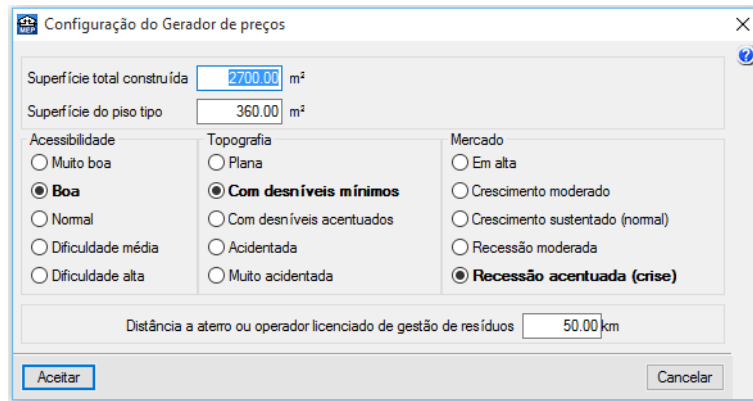 MEP Configuração do Gerador de preços
Superfície total construída 2700.00 m²
Superfície do piso tipo 360.00 m²
Acessibilidade Topografia Mercado
Muito boa Plana Em alta
Boa Com desníveis mínimos Crescimento moderado
Normal Com desníveis acentuados Crescimento sustentado (normal)
Dificuldade média Acidentada Recessão moderada
Dificuldade alta Muito acidentada Recessão acentuada (crise)
Distância a aterro ou operador licenciado de gestão de resíduos 50.00 km
Aceitar Cancelar